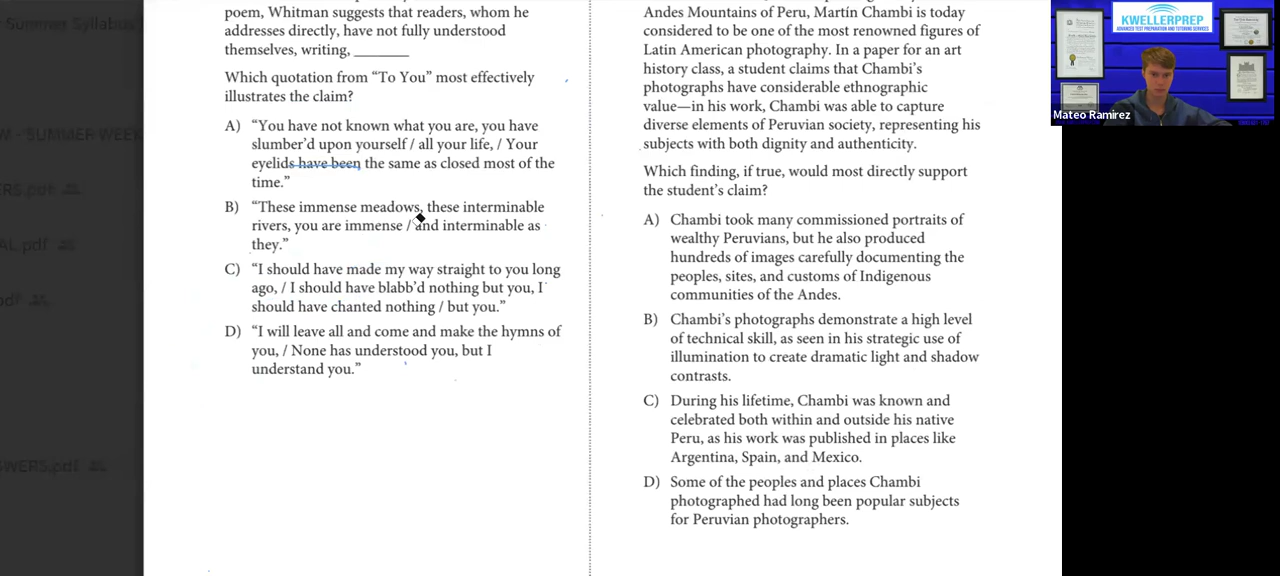 Summer Syllabus
poem, Whitman suggests that readers, whom he
addresses directly, have not fully understood
themselves, writing, ________
Which quotation from “To You” most effectively
illustrates the claim?
A) “You have not known what you are, you have
slumber’d upon yourself / all your life, / Your
eyelids have been the same as closed most of the
time.”
B) “These immense meadows, these interminable
rivers, you are immense / and interminable as
they.”
C) “I should have made my way straight to you long
ago, / I should have blabb’d nothing but you, I
should have chanted nothing / but you.”
D) “I will leave all and come and make the hymns of
you, / None has understood you, but I
understand you.”
Andes Mountains of Peru, Martín Chambi is today
considered to be one of the most renowned figures of
Latin American photography. In a paper for an art
history class, a student claims that Chambi’s
photographs have considerable ethnographic
value—in his work, Chambi was able to capture
diverse elements of Peruvian society, representing his
subjects with both dignity and authenticity.
Which finding, if true, would most directly support
the student’s claim?
A) Chambi took many commissioned portraits of
wealthy Peruvians, but he also produced
hundreds of images carefully documenting the
peoples, sites, and customs of Indigenous
communities of the Andes.
B) Chambi’s photographs demonstrate a high level
of technical skill, as seen in his strategic use of
illumination to create dramatic light and shadow
contrasts.
C) During his lifetime, Chambi was known and
celebrated both within and outside his native
Peru, as his work was published in places like
Argentina, Spain, and Mexico.
D) Some of the peoples and places Chambi
photographed had long been popular subjects
for Peruvian photographers.
KWELLERPREP
ADVANCED TEST PREPARATION AND TUTORING SERVICES
Mateo Ramirez
- SUMMER WEEK
ERS.pdf
AL.pdf
pdf
SWERS.pdf